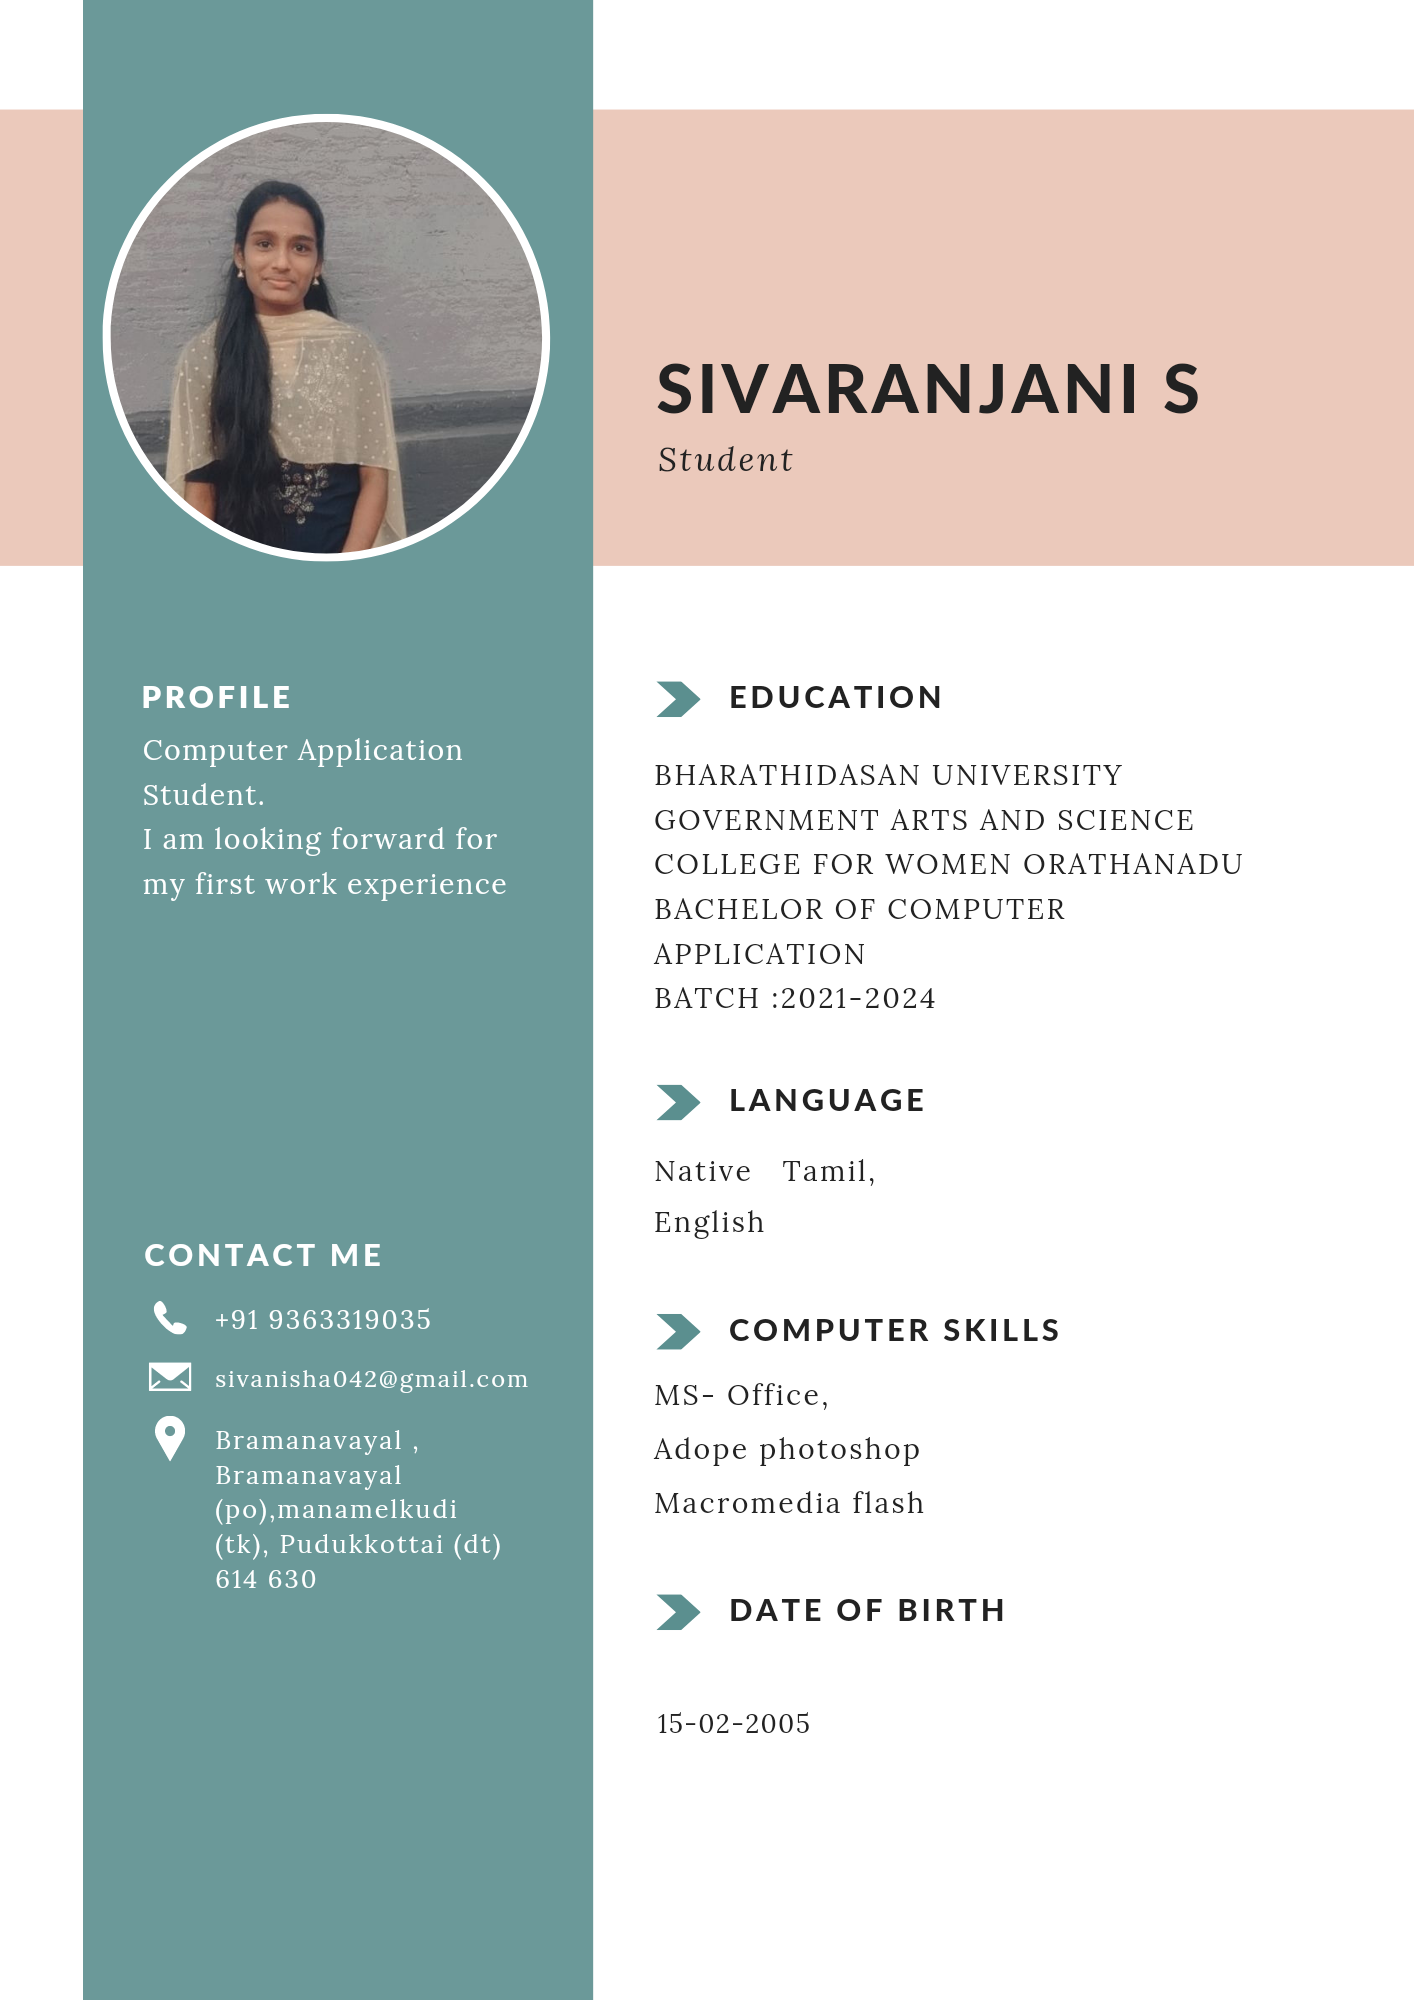 SIVARANJANI S
Student
PROFILE
Computer Application
Student.
I am looking forward for
my first work experience
CONTACT ME
+91 9363319035
sivanisha042@gmail.com
Bramanavayal ,
Bramanavayal
(po),manamelkudi
(tk), Pudukkottai (dt)
614 630
EDUCATION
BHARATHIDASAN UNIVERSITY
GOVERNMENT ARTS AND SCIENCE
COLLEGE FOR WOMEN ORATHANADU
BACHELOR OF COMPUTER
APPLICATION
BATCH :2021-2024
LANGUAGE
Native   Tamil,
English
COMPUTER SKILLS
MS- Office,
Adope photoshop
Macromedia flash
DATE OF BIRTH
15-02-2005